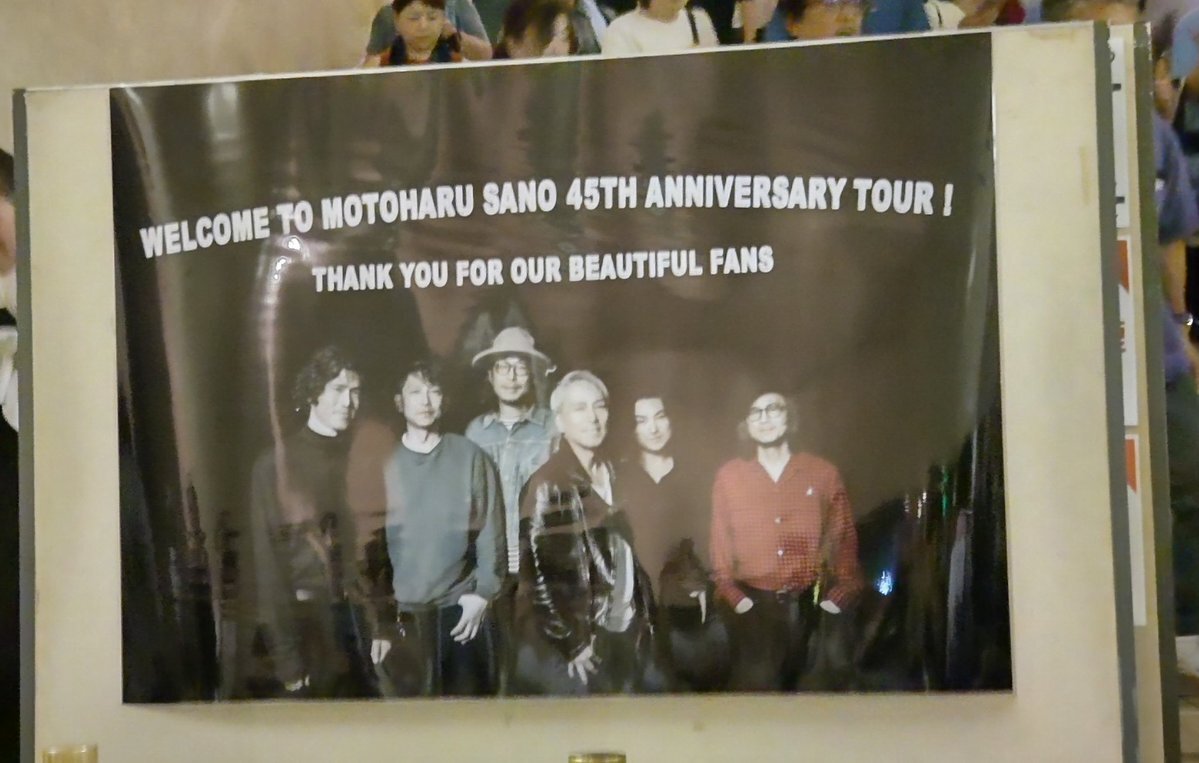 WELCOME TO MOTOHARU SANO 45TH ANNIVERSARY TOUR !
THANK YOU FOR OUR BEAUTIFUL FANS